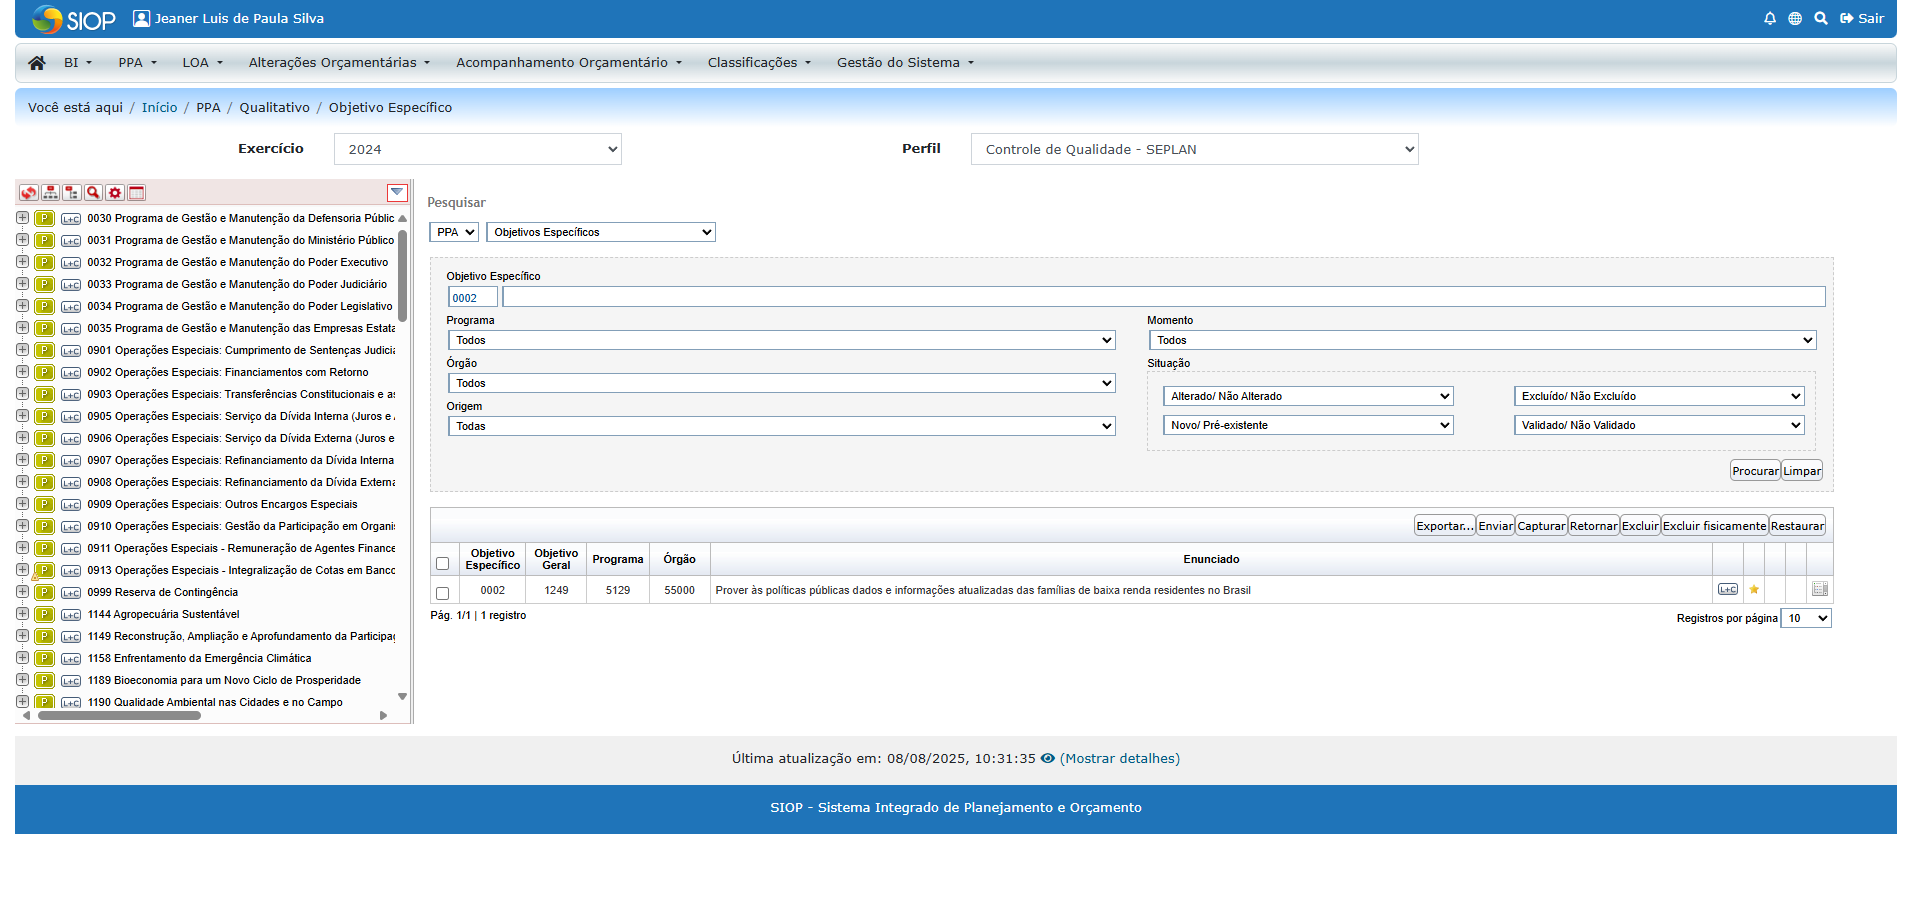 SIOP Jeaner Luis de Paula Silva Sair
BI PPA LOA Alterações Orçamentárias Acompanhamento Orçamentário Classificações Gestão do Sistema
Você está aqui / Início / PPA / Qualitativo / Objetivo Específico
Exercício 2024 Perfil Controle de Qualidade - SEPLAN
P L+C 0030 Programa de Gestão e Manutenção da Defensoria Públic
P L+C 0031 Programa de Gestão e Manutenção do Ministério Público
P L+C 0032 Programa de Gestão e Manutenção do Poder Executivo
P L+C 0033 Programa de Gestão e Manutenção do Poder Judiciário
P L+C 0034 Programa de Gestão e Manutenção do Poder Legislativo
P L+C 0035 Programa de Gestão e Manutenção das Empresas Estata
P L+C 0901 Operações Especiais: Cumprimento de Sentenças Judicia
P L+C 0902 Operações Especiais: Financiamentos com Retorno
P L+C 0903 Operações Especiais: Transferências Constitucionais e as
P L+C 0905 Operações Especiais: Serviço da Dívida Interna (Juros e
P L+C 0906 Operações Especiais: Serviço da Dívida Externa (Juros e
P L+C 0907 Operações Especiais: Refinanciamento da Dívida Interna
P L+C 0908 Operações Especiais: Refinanciamento da Dívida Externa
P L+C 0909 Operações Especiais: Outros Encargos Especiais
P L+C 0910 Operações Especiais: Gestão da Participação em Organis
P L+C 0911 Operações Especiais - Remuneração de Agentes Finance
P L+C 0913 Operações Especiais - Integralização de Cotas em Banco
P L+C 0999 Reserva de Contingência
P L+C 1144 Agropecuária Sustentável
P L+C 1149 Reconstrução, Ampliação e Aprofundamento da Participaç
P L+C 1158 Enfrentamento da Emergência Climática
P L+C 1189 Bioeconomia para um Novo Ciclo de Prosperidade
P L+C 1190 Qualidade Ambiental nas Cidades e no Campo
Pesquisar
PPA Objetivos Específicos
Objetivo Específico
0002
Programa
Todos
Órgão
Todos
Origem
Todas
Momento
Todos
Situação
Alterado/ Não Alterado Excluído/ Não Excluído
Novo/ Pré-existente Validado/ Não Validado
Procurar Limpar
Exportar... Enviar Capturar Retornar Excluir Excluir fisicamente Restaurar
Objetivo Específico Objetivo Geral Programa Órgão Enunciado
0002 1249 5129 55000 Prover às políticas públicas dados e informações atualizadas das famílias de baixa renda residentes no Brasil L+C
Pág. 1/1 | 1 registro
Registros por página 10
Última atualização em: 08/08/2025, 10:31:35 (Mostrar detalhes)
SIOP - Sistema Integrado de Planejamento e Orçamento